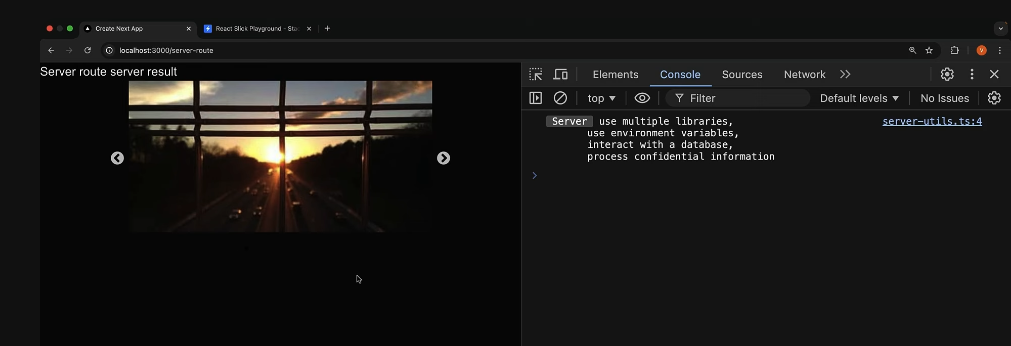 Create Next App
React Slick Playground - Sta
localhost:3000/server-route
Server route server result
Elements
Console
Sources
Network
top
Filter
Default levels
No Issues
Server use multiple libraries,
server-utils.ts:4
use environment variables,
interact with a database,
process confidential information